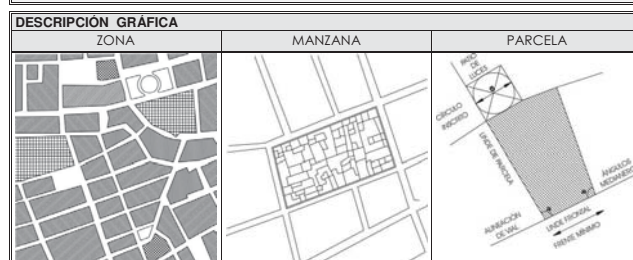 DESCRIPCIÓN GRÁFICA
ZONA
MANZANA
PARCELA
PATIO
DE
LUCES
CÍRCULO
INSCRITO
LINDE DE PARCELA
ÁNGULOS
MEDIANEROS
ALINEACIÓN
DE VIAL
LINDE FRONTAL
FRENTE MÍNIMO